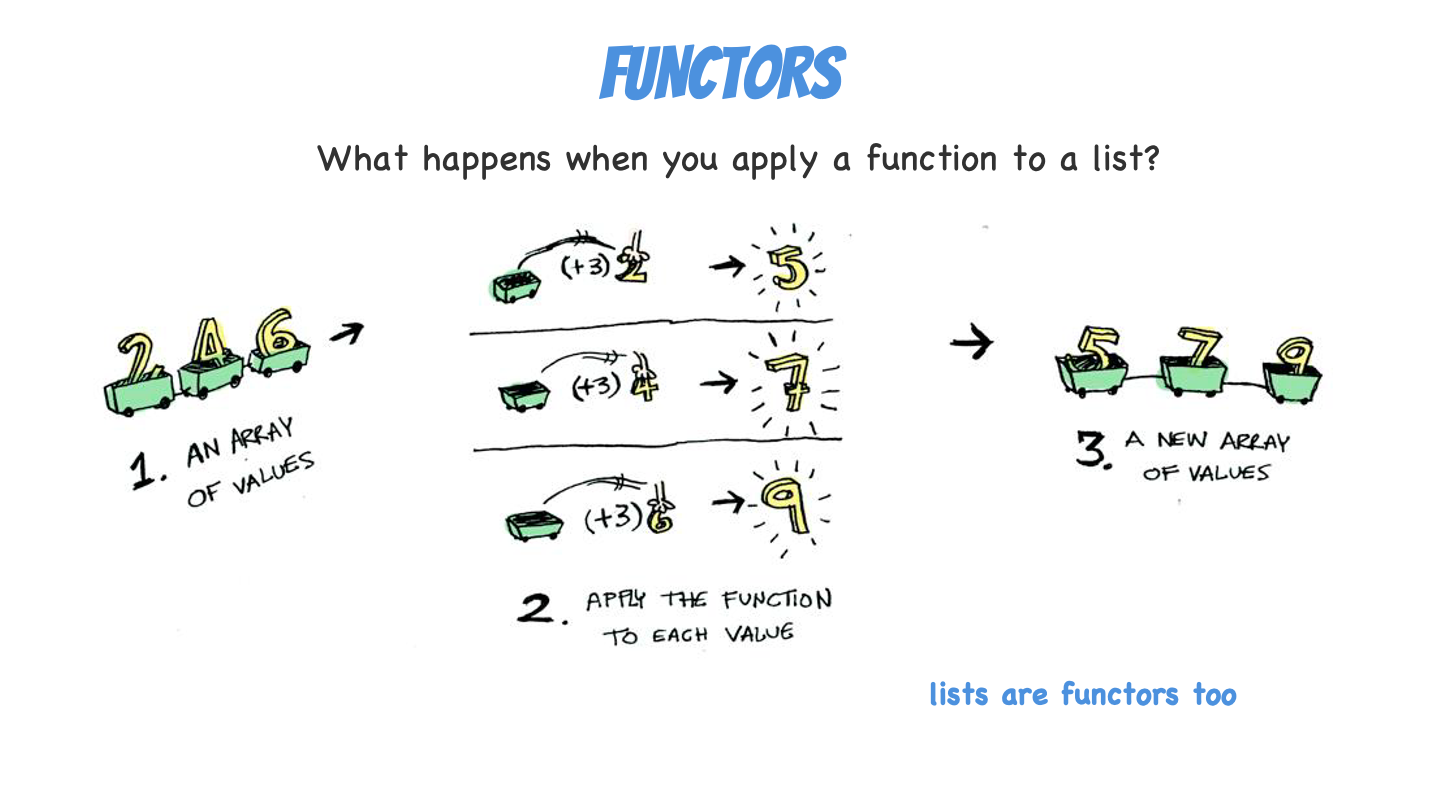 FUNCTORS
What happens when you apply a function to a list?
(+3) 2 → 5
2 4 6 →
(+3) 4 → 7
→ 5 7 9
1. AN ARRAY
OF VALUES
3. A NEW ARRAY
OF VALUES
(+3) 6 → 9
2. APPLY THE FUNCTION
TO EACH VALUE
lists are functors too